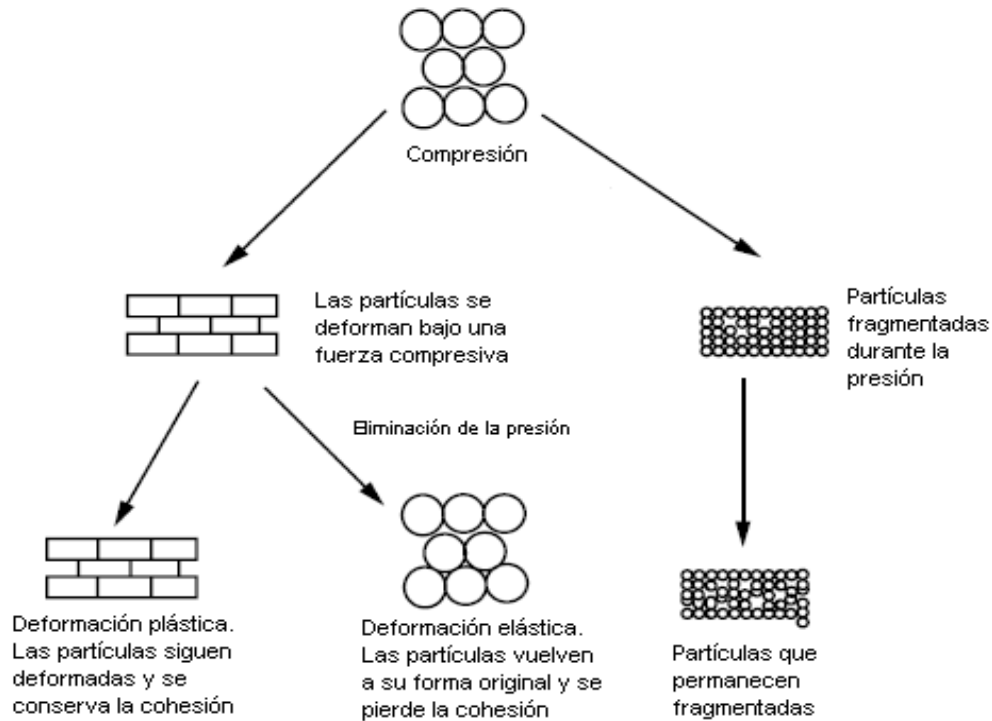 Compresión
Las partículas se
deforman bajo una
fuerza compresiva
Partículas
fragmentadas
durante la
presión
Eliminación de la presión
Deformación plástica.
Las partículas siguen
deformadas y se
conserva la cohesión
Deformación elástica.
Las partículas vuelven
a su forma original y se
pierde la cohesión
Partículas que
permanecen
fragmentadas